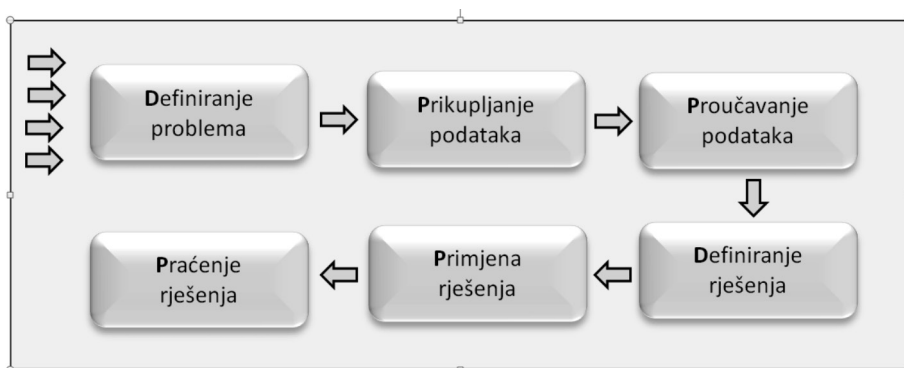 Definiranje
problema
Prikupljanje
podataka
Proučavanje
podataka
Definiranje
rješenja
Primjena
rješenja
Praćenje
rješenja